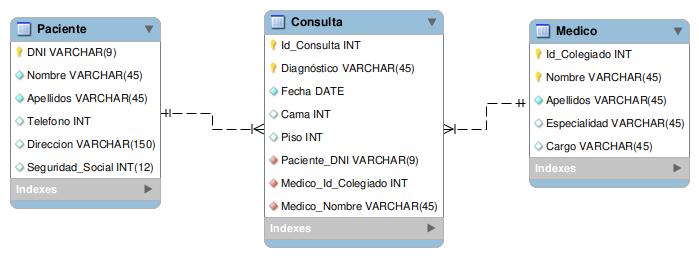 Paciente
DNI VARCHAR(9)
Nombre VARCHAR(45)
Apellidos VARCHAR(45)
Telefono INT
Direccion VARCHAR(150)
Seguridad_Social INT(12)
Indexes
Consulta
Id_Consulta INT
Diagnóstico VARCHAR(45)
Fecha DATE
Cama INT
Piso INT
Paciente_DNI VARCHAR(9)
Medico_Id_Colegiado INT
Medico_Nombre VARCHAR(45)
Indexes
Medico
Id_Colegiado INT
Nombre VARCHAR(45)
Apellidos VARCHAR(45)
Especialidad VARCHAR(45)
Cargo VARCHAR(45)
Indexes